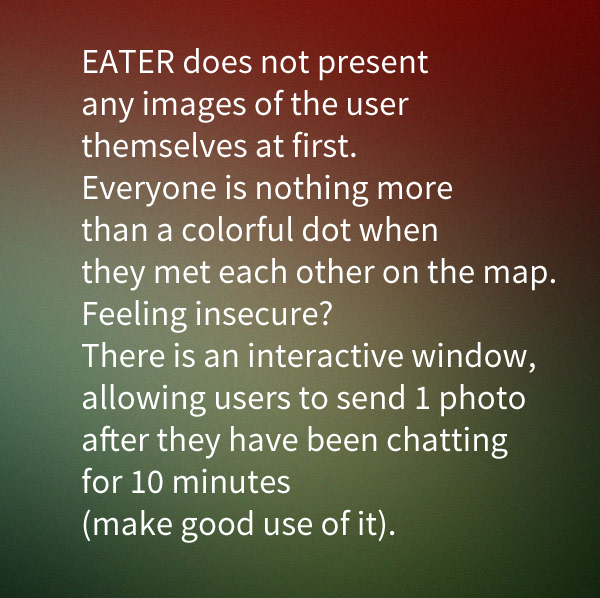 EATER does not present
any images of the user
themselves at first.
Everyone is nothing more
than a colorful dot when
they met each other on the map.
Feeling insecure?
There is an interactive window,
allowing users to send 1 photo
after they have been chatting
for 10 minutes
(make good use of it).